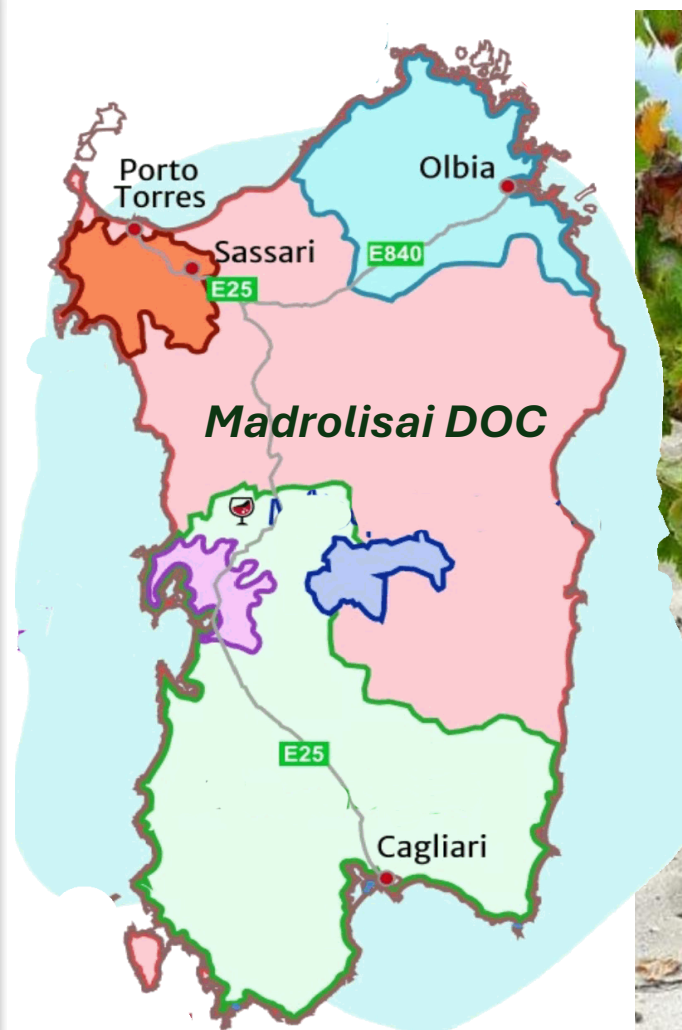 Porto
Torres
Olbia
Sassari
E840
E25
Madrolisai DOC
E25
Cagliari